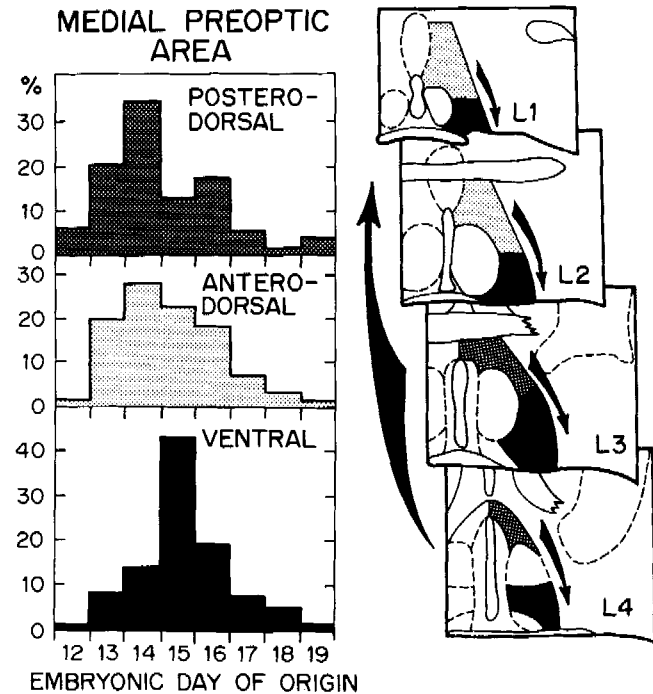 MEDIAL PREOPTIC
AREA
%
POSTERO-
DORSAL
30
20
10
0
ANTERO-
DORSAL
30
20
10
0
VENTRAL
40
30
20
10
0
12 13 14 15 16 17 18 19
EMBRYONIC DAY OF ORIGIN
L1
L2
L3
L4